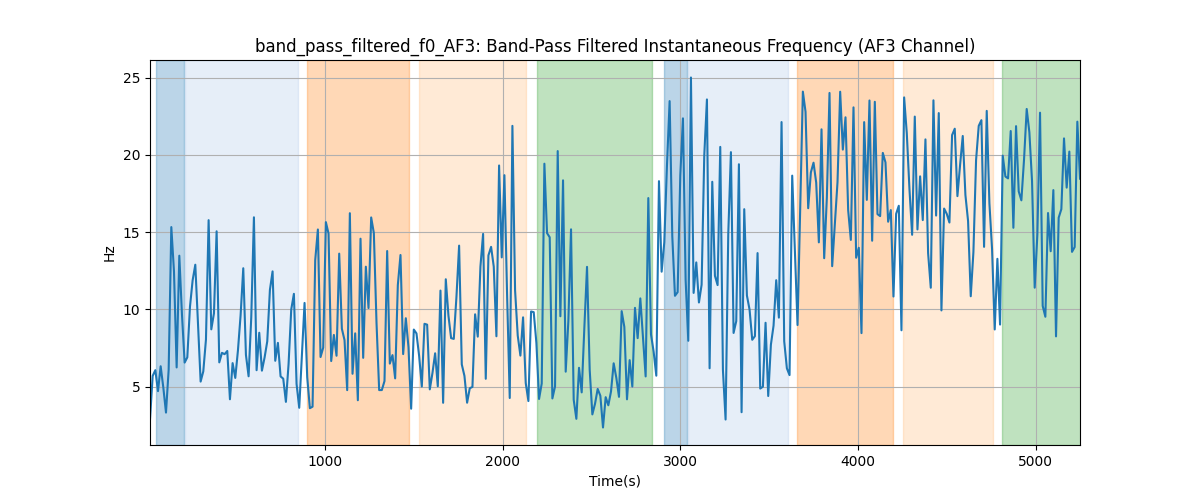 band_pass_filtered_f0_AF3: Band-Pass Filtered Instantaneous Frequency (AF3 Channel)
25
20
15
10
5
Hz
1000 2000 3000 4000 5000
Time(s)